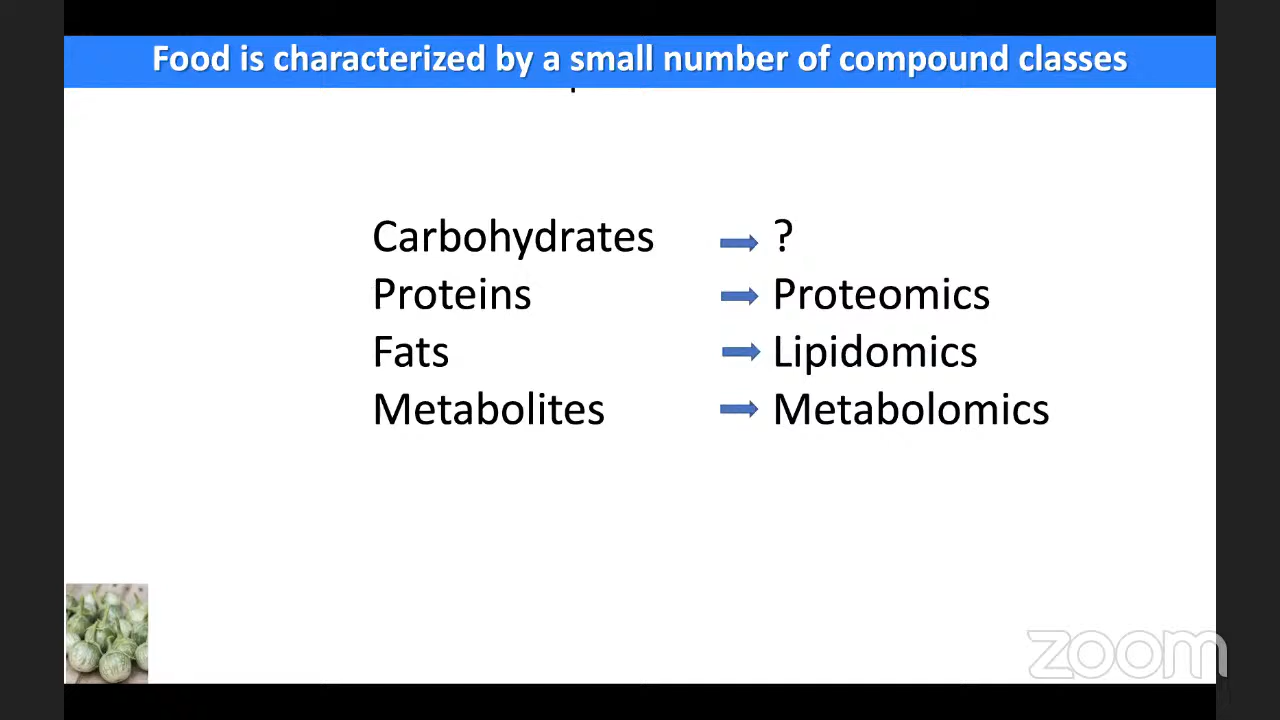 Food is characterized by a small number of compound classes
Carbohydrates ?
Proteins Proteomics
Fats Lipidomics
Metabolites Metabolomics
zoom